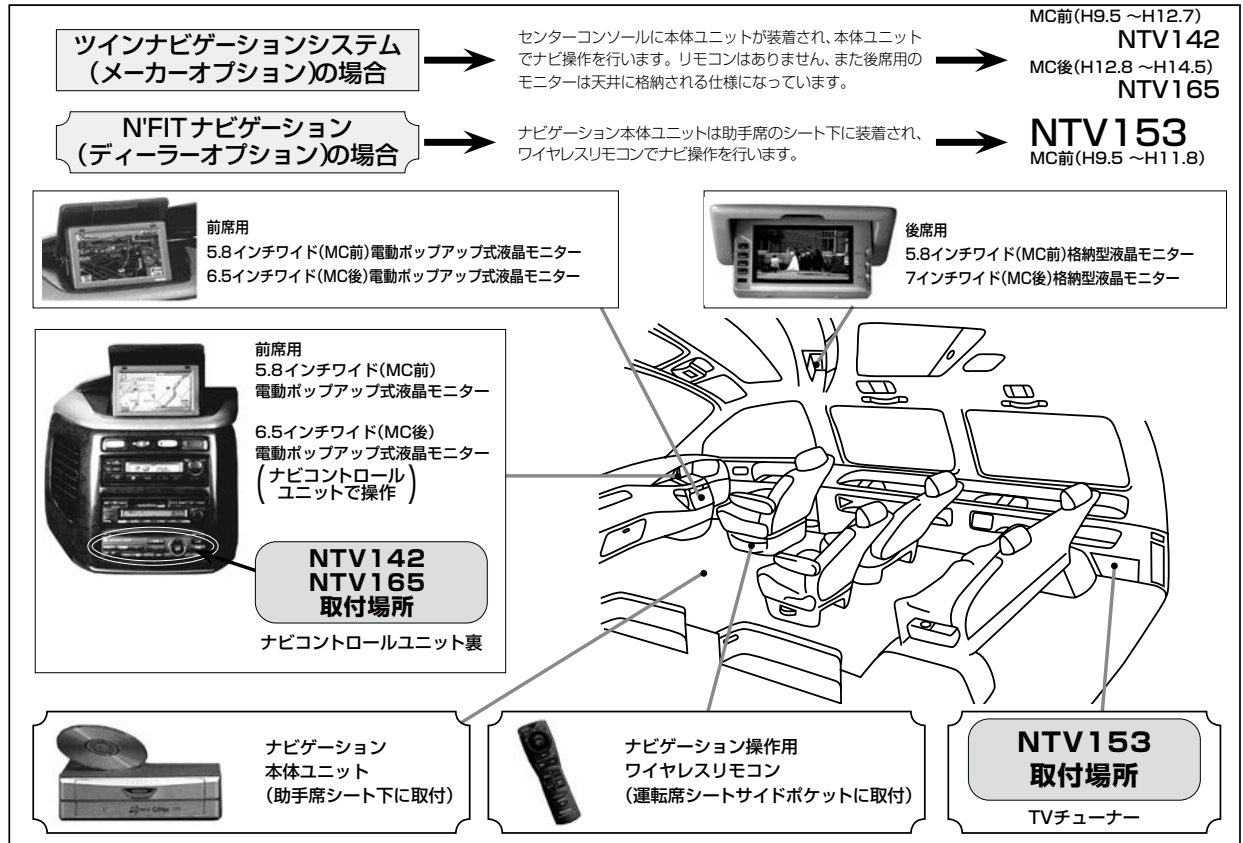 ツインナビゲーションシステム
（メーカーオプション）の場合
センターコンソールに本体ユニットが装着され、本体ユニット
でナビ操作を行います。リモコンはありません、また後席用の
モニターは天井に格納される仕様になっています。
MC前(H9.5 ～H12.7)
NTV142
MC後(H12.8 ～H14.5)
NTV165
N'FITナビゲーション
（ディーラーオプション）の場合
ナビゲーション本体ユニットは助手席のシート下に装着され、
ワイヤレスリモコンでナビ操作を行います。
NTV153
MC前(H9.5 ～H11.8)
前席用
5.8インチワイド(MC前)電動ポップアップ式液晶モニター
6.5インチワイド(MC後)電動ポップアップ式液晶モニター
後席用
5.8インチワイド(MC前)格納型液晶モニター
7インチワイド(MC後)格納型液晶モニター
前席用
5.8インチワイド(MC前)
電動ポップアップ式液晶モニター
6.5インチワイド(MC後)
電動ポップアップ式液晶モニター
(ナビコントロール
ユニットで操作)
NTV142
NTV165
取付場所
ナビコントロールユニット裏
ナビゲーション
本体ユニット
(助手席シート下に取付)
ナビゲーション操作用
ワイヤレスリモコン
(運転席シートサイドポケットに取付)
NTV153
取付場所
TVチューナー